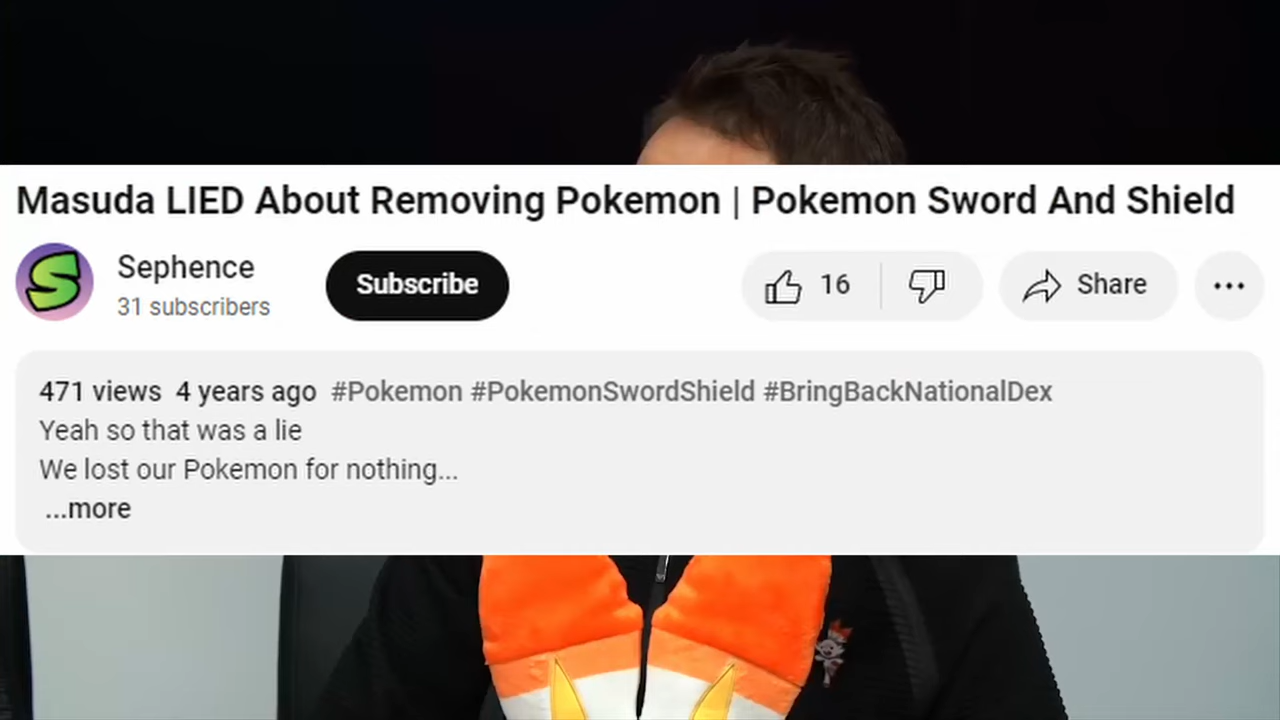 Masuda LIED About Removing Pokemon | Pokemon Sword And Shield
Sephence
31 subscribers
Subscribe
16
Share
471 views 4 years ago #Pokemon #PokemonSwordShield #BringBackNationalDex
Yeah so that was a lie
We lost our Pokemon for nothing...
...more